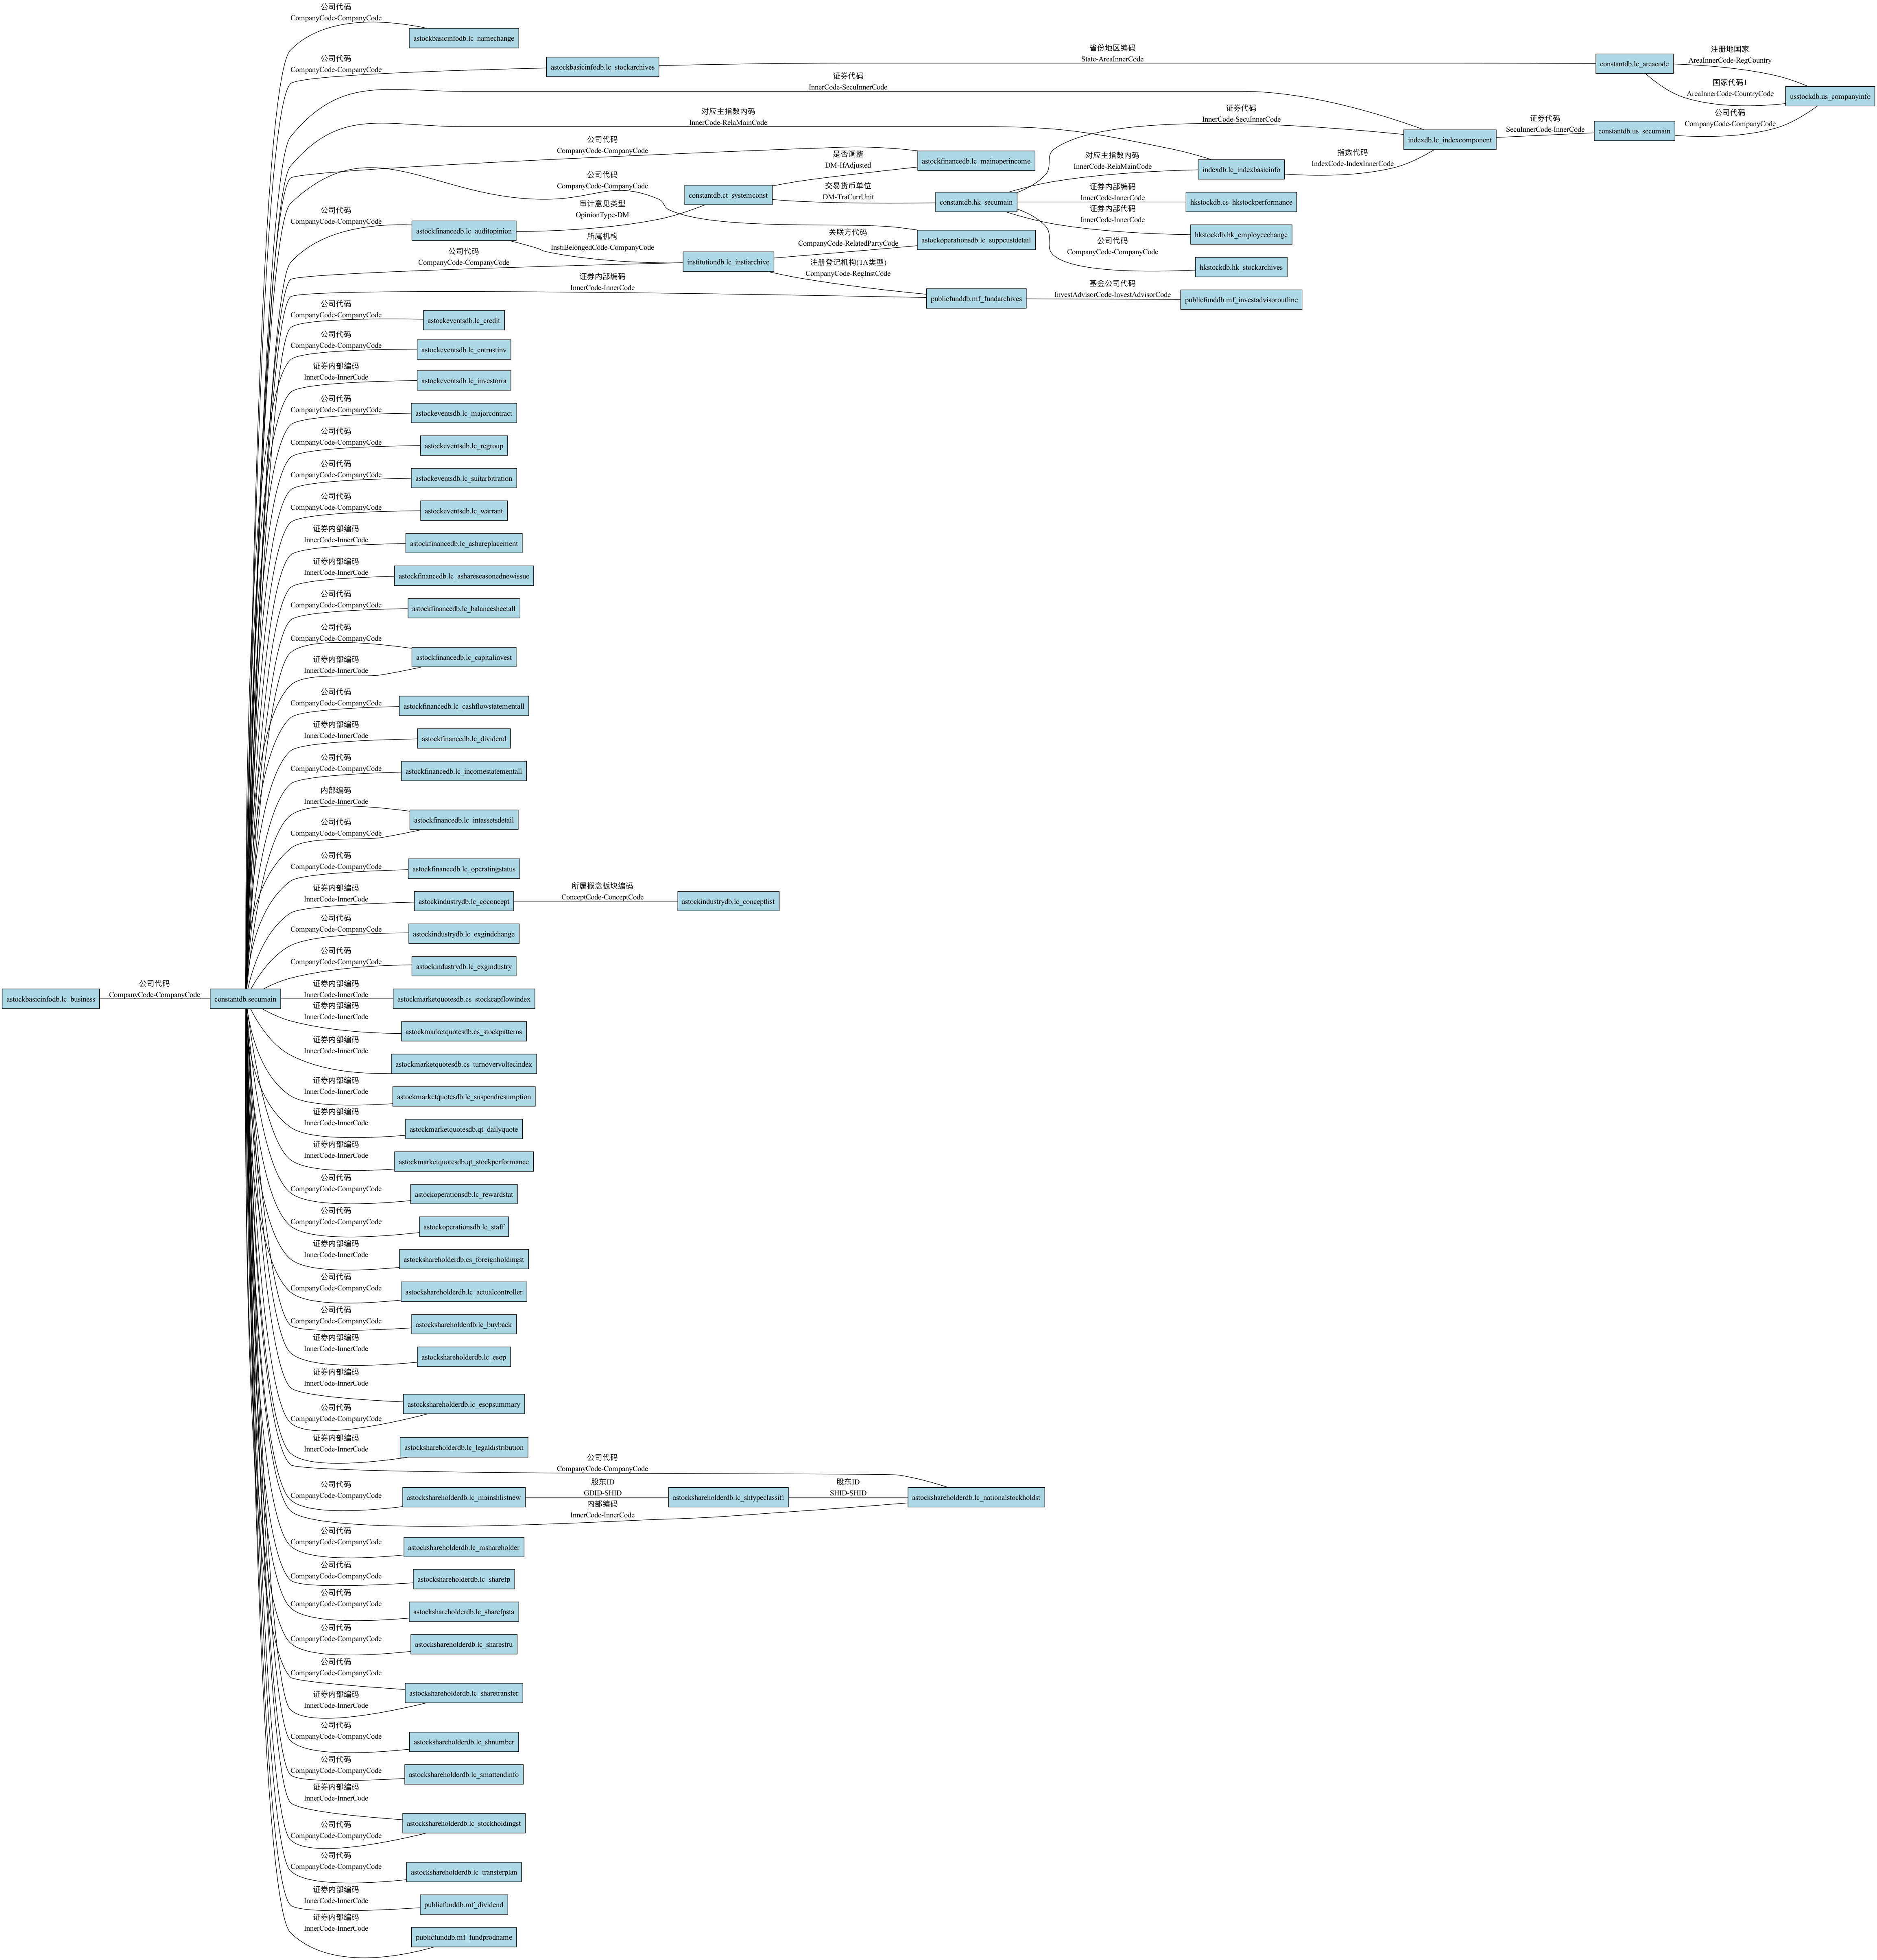 公司代码
CompanyCode-CompanyCode
astockbasicinfodb.lc_namechange
公司代码
CompanyCode-CompanyCode
astockbasicinfodb.lc_stockarchives
省份地区编码
State-AreaInnerCode
constantdb.lc_areacode
注册地国家
AreaInnerCode-RegCountry
国家代码1
AreaInnerCode-CountryCode
usstockdb.us_companyinfo
证券代码
InnerCode-SecuInnerCode
对应主指数内码
InnerCode-RelaMainCode
证券代码
InnerCode-SecuInnerCode
indexdb.lc_indexcomponent
证券代码
SecuInnerCode-InnerCode
constantdb.us_secumain
公司代码
CompanyCode-CompanyCode
公司代码
CompanyCode-CompanyCode
是否调整
DM-IfAdjusted
astockfinancedb.lc_mainoperincome
对应主指数内码
InnerCode-RelaMainCode
indexdb.lc_indexbasicinfo
指数代码
IndexCode-IndexInnerCode
公司代码
CompanyCode-CompanyCode
constantdb.ct_systemconst
交易货币单位
DM-TraCurrUnit
constantdb.hk_secumain
证券内部编码
InnerCode-InnerCode
hkstockdb.cs_hkstockperformance
公司代码
CompanyCode-CompanyCode
astockfinancedb.lc_auditopinion
审计意见类型
OpinionType-DM
证券内部代码
InnerCode-InnerCode
hkstockdb.hk_employeechange
所属机构
InstiBelongedCode-CompanyCode
关联方代码
CompanyCode-RelatedPartyCode
astockoperationsdb.lc_suppcustdetail
公司代码
CompanyCode-CompanyCode
hkstockdb.hk_stockarchives
公司代码
CompanyCode-CompanyCode
institutiondb.lc_instiarchive
注册登记机构(TA类型)
CompanyCode-RegInstCode
证券内部编码
InnerCode-InnerCode
publicfunddb.mf_fundarchives
基金公司代码
InvestAdvisorCode-InvestAdvisorCode
publicfunddb.mf_investadvisoroutline
公司代码
CompanyCode-CompanyCode
astockeventsdb.lc_credit
公司代码
CompanyCode-CompanyCode
astockeventsdb.lc_entrustinv
证券内部编码
InnerCode-InnerCode
astockeventsdb.lc_investorra
公司代码
CompanyCode-CompanyCode
astockeventsdb.lc_majorcontract
公司代码
CompanyCode-CompanyCode
astockeventsdb.lc_regroup
公司代码
CompanyCode-CompanyCode
astockeventsdb.lc_suitarbitration
公司代码
CompanyCode-CompanyCode
astockeventsdb.lc_warrant
证券内部编码
InnerCode-InnerCode
astockfinancedb.lc_ashareplacement
证券内部编码
InnerCode-InnerCode
astockfinancedb.lc_ashareseasonednewissue
公司代码
CompanyCode-CompanyCode
astockfinancedb.lc_balancesheetall
公司代码
CompanyCode-CompanyCode
astockfinancedb.lc_capitalinvest
证券内部编码
InnerCode-InnerCode
公司代码
CompanyCode-CompanyCode
astockfinancedb.lc_cashflowstatementall
证券内部编码
InnerCode-InnerCode
astockfinancedb.lc_dividend
公司代码
CompanyCode-CompanyCode
astockfinancedb.lc_incomestatementall
内部编码
InnerCode-InnerCode
astockfinancedb.lc_intassetsdetail
公司代码
CompanyCode-CompanyCode
公司代码
CompanyCode-CompanyCode
astockfinancedb.lc_operatingstatus
证券内部编码
InnerCode-InnerCode
astockindustrydb.lc_coconcept
所属概念板块编码
ConceptCode-ConceptCode
astockindustrydb.lc_conceptlist
公司代码
CompanyCode-CompanyCode
astockindustrydb.lc_exgindchange
公司代码
CompanyCode-CompanyCode
astockindustrydb.lc_exgindustry
astockbasicinfodb.lc_business
公司代码
CompanyCode-CompanyCode
constantdb.secumain
证券内部编码
InnerCode-InnerCode
astockmarketquotesdb.cs_stockcapflowindex
证券内部编码
InnerCode-InnerCode
astockmarketquotesdb.cs_stockpatterns
证券内部编码
InnerCode-InnerCode
astockmarketquotesdb.cs_turnovervoltecindex
证券内部编码
InnerCode-InnerCode
astockmarketquotesdb.lc_suspendresumption
证券内部编码
InnerCode-InnerCode
astockmarketquotesdb.qt_dailyquote
证券内部编码
InnerCode-InnerCode
astockmarketquotesdb.qt_stockperformance
公司代码
CompanyCode-CompanyCode
astockoperationsdb.lc_rewardstat
公司代码
CompanyCode-CompanyCode
astockoperationsdb.lc_staff
证券内部编码
InnerCode-InnerCode
astockshareholderdb.cs_foreignholdingst
公司代码
CompanyCode-CompanyCode
astockshareholderdb.lc_actualcontroller
公司代码
CompanyCode-CompanyCode
astockshareholderdb.lc_buyback
证券内部编码
InnerCode-InnerCode
astockshareholderdb.lc_esop
证券内部编码
InnerCode-InnerCode
astockshareholderdb.lc_esopsummary
公司代码
CompanyCode-CompanyCode
证券内部编码
InnerCode-InnerCode
astockshareholderdb.lc_legaldistribution
公司代码
CompanyCode-CompanyCode
公司代码
CompanyCode-CompanyCode
astockshareholderdb.lc_mainshlistnew
股东ID
GDID-SHID
astockshareholderdb.lc_shtypeclassifi
股东ID
SHID-SHID
astockshareholderdb.lc_nationalstockholdst
内部编码
InnerCode-InnerCode
公司代码
CompanyCode-CompanyCode
astockshareholderdb.lc_mshareholder
公司代码
CompanyCode-CompanyCode
astockshareholderdb.lc_sharefp
公司代码
CompanyCode-CompanyCode
astockshareholderdb.lc_sharefpsta
公司代码
CompanyCode-CompanyCode
astockshareholderdb.lc_sharestru
公司代码
CompanyCode-CompanyCode
astockshareholderdb.lc_sharetransfer
证券内部编码
InnerCode-InnerCode
公司代码
CompanyCode-CompanyCode
astockshareholderdb.lc_shnumber
公司代码
CompanyCode-CompanyCode
astockshareholderdb.lc_smattendinfo
证券内部编码
InnerCode-InnerCode
astockshareholderdb.lc_stockholdingst
公司代码
CompanyCode-CompanyCode
公司代码
CompanyCode-CompanyCode
astockshareholderdb.lc_transferplan
证券内部编码
InnerCode-InnerCode
publicfunddb.mf_dividend
证券内部编码
InnerCode-InnerCode
publicfunddb.mf_fundprodname